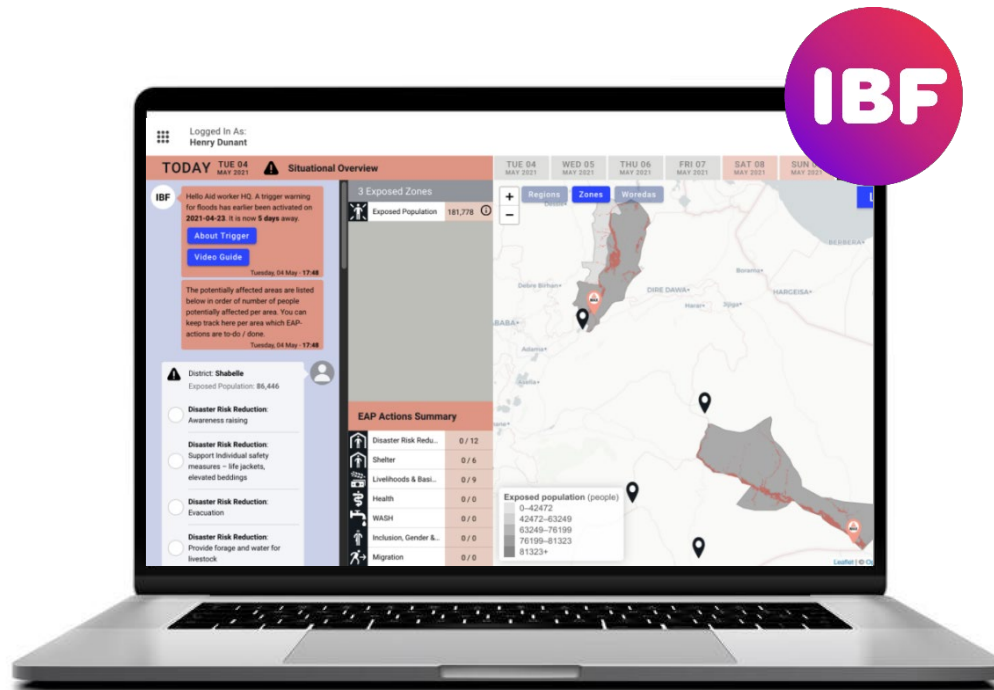 IBF
Logged In As:
Henry Dunant
TODAY
TUE 04
MAY 2021
Situational Overview
TUE 04
MAY 2021
WED 05
MAY 2021
THU 06
MAY 2021
FRI 07
MAY 2021
SAT 08
MAY 2021
SUN
MAY 2021
IBF
Hello Aid worker HQ. A trigger warning
for floods has earlier been activated on
2021-04-23. It is now 5 days away.
About Trigger
Video Guide
Tuesday, 04 May - 17:48
The potentially affected areas are listed
below in order of number of people
potentially affected per area. You can
keep track here per area which EAP-
actions are to-do / done.
Tuesday, 04 May - 17:48
District: Shabelle
Exposed Population: 86,446
Disaster Risk Reduction:
Awareness raising
Disaster Risk Reduction:
Support Individual safety
measures – life jackets,
elevated beddings
Disaster Risk Reduction:
Evacuation
Disaster Risk Reduction:
Provide forage and water for
livestock
3 Exposed Zones
Exposed Population 181,778
EAP Actions Summary
Disaster Risk Redu.. 0 / 12
Shelter 0 / 6
Livelihoods & Basi.. 0 / 9
Health 0 / 0
WASH 0 / 0
Inclusion, Gender &.. 0 / 0
Migration 0 / 0
+
−
Regions
Zones
Woredas
L
BERBERA
Borama
Debre Birhan
DIRE DAWA
HARGEISA
Harar
Jijiga
ABABA
Adama
Exposed population (people)
0–42472
42472–63249
63249–76199
76199–81323
81323+
Leaflet | ©